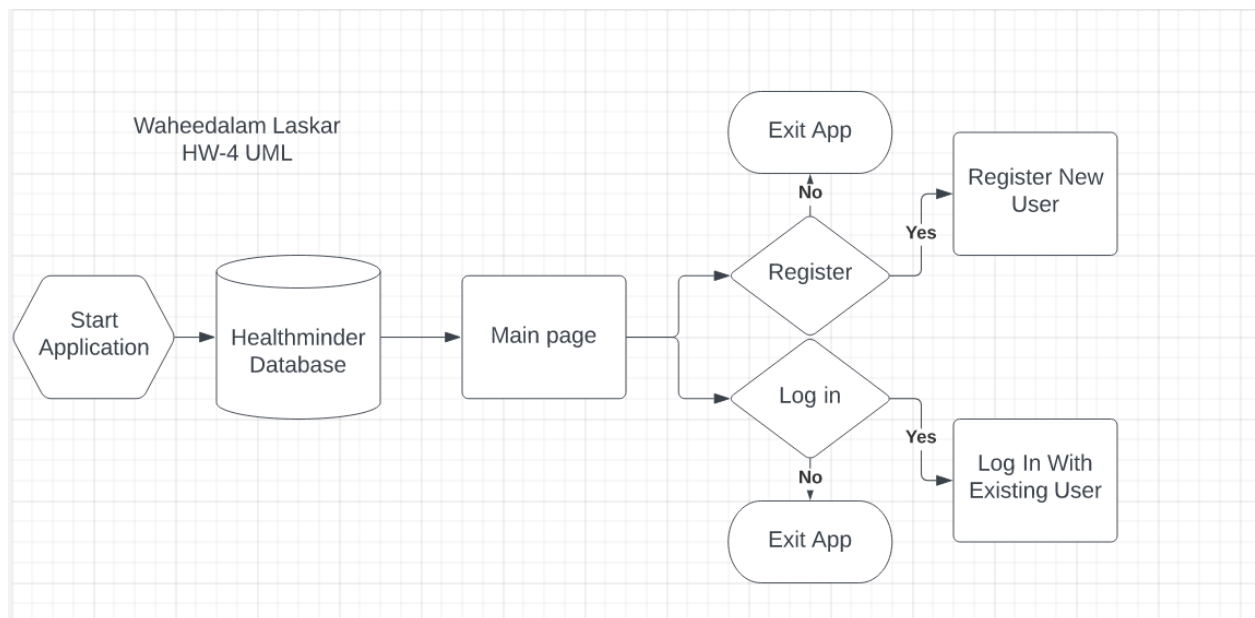 Waheedalam Laskar
HW-4 UML
Start
Application
Healthminder
Database
Main page
Exit App
No
Register
Yes
Register New
User
Log in
Yes
Log In With
Existing User
No
Exit App